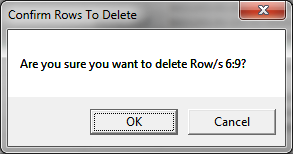 Confirm Rows To Delete
Are you sure you want to delete Row/s 6:9?
OK
Cancel